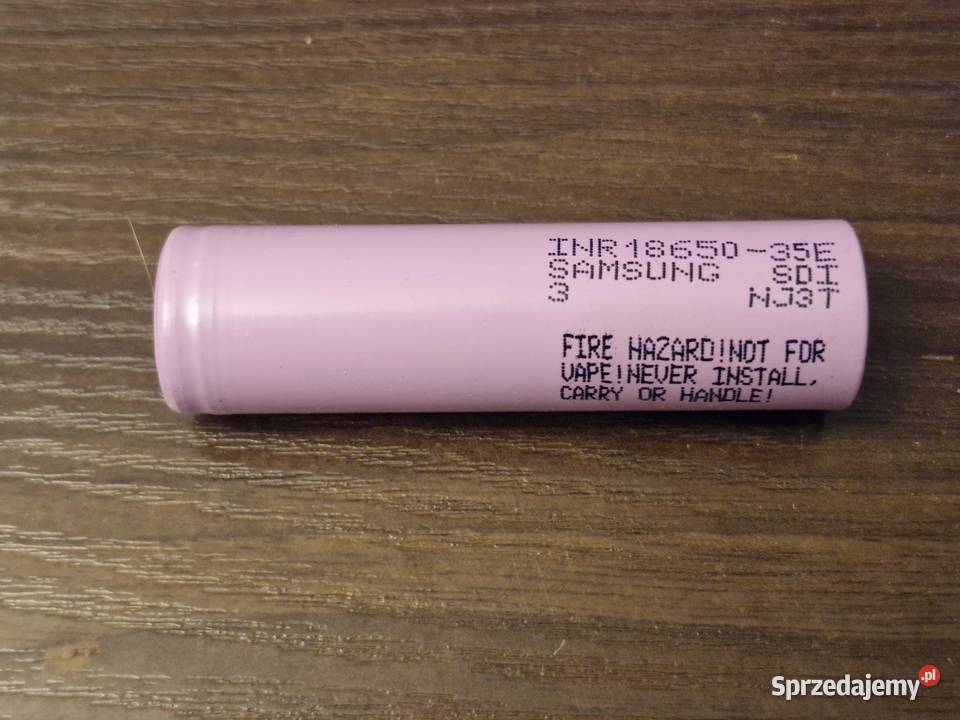 INR18650-35E
SAMSUNG SDI
3 NJ3T
FIRE HAZARD!NOT FOR
VAPE!NEVER INSTALL,
CARRY OR HANDLE!
Sprzedajemy.pl